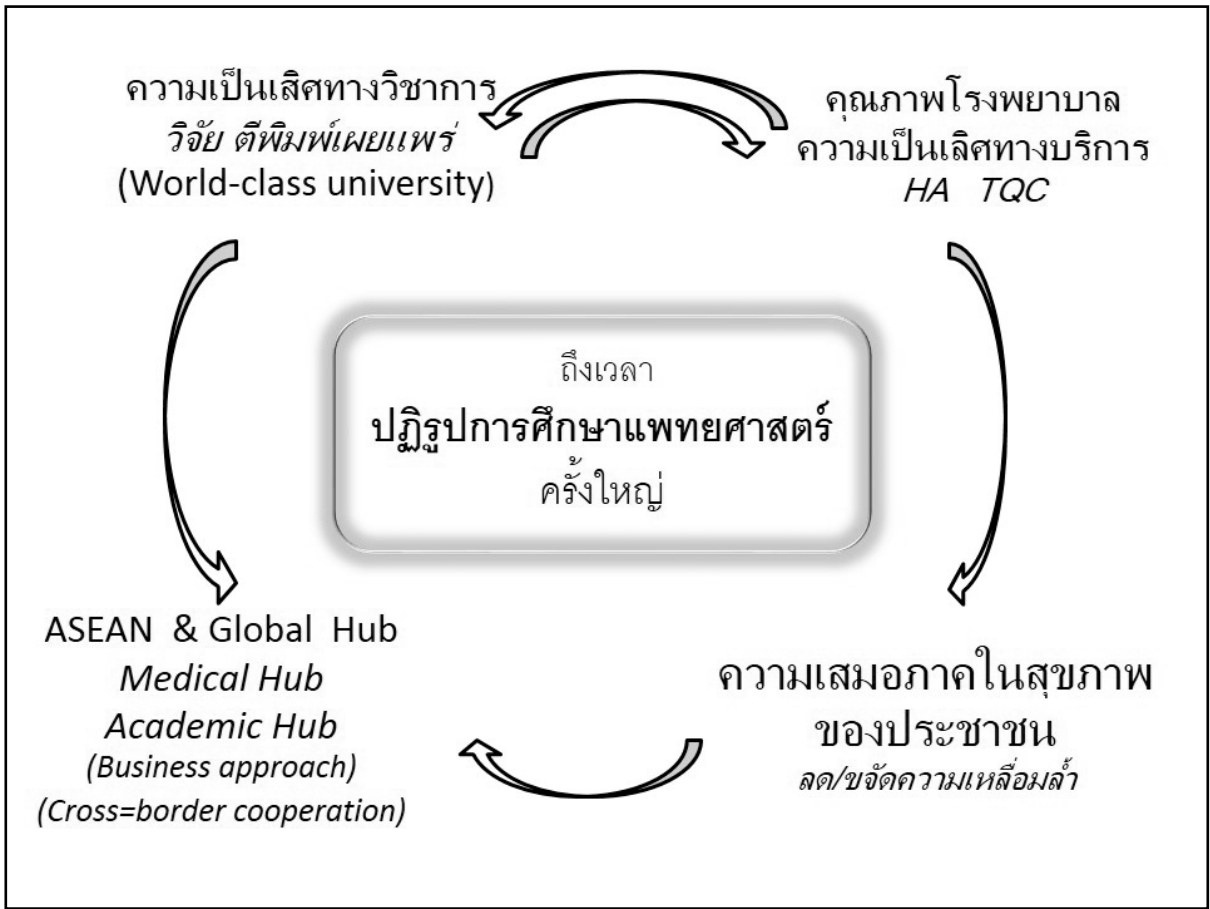 ความเป็นเสิศทางวิชาการ
วิจัย ตีพิมพ์เผยแพร่
(World-class university)
คุณภาพโรงพยาบาล
ความเป็นเลิศทางบริการ
HA TQC
ถึงเวลา
ปฏิรูปการศึกษาแพทยศาสตร์
ครั้งใหญ่
ASEAN & Global Hub
Medical Hub
Academic Hub
(Business approach)
(Cross=border cooperation)
ความเสมอภาคในสุขภาพ
ของประชาชน
ลด/ขจัดความเหลื่อมล้ำ